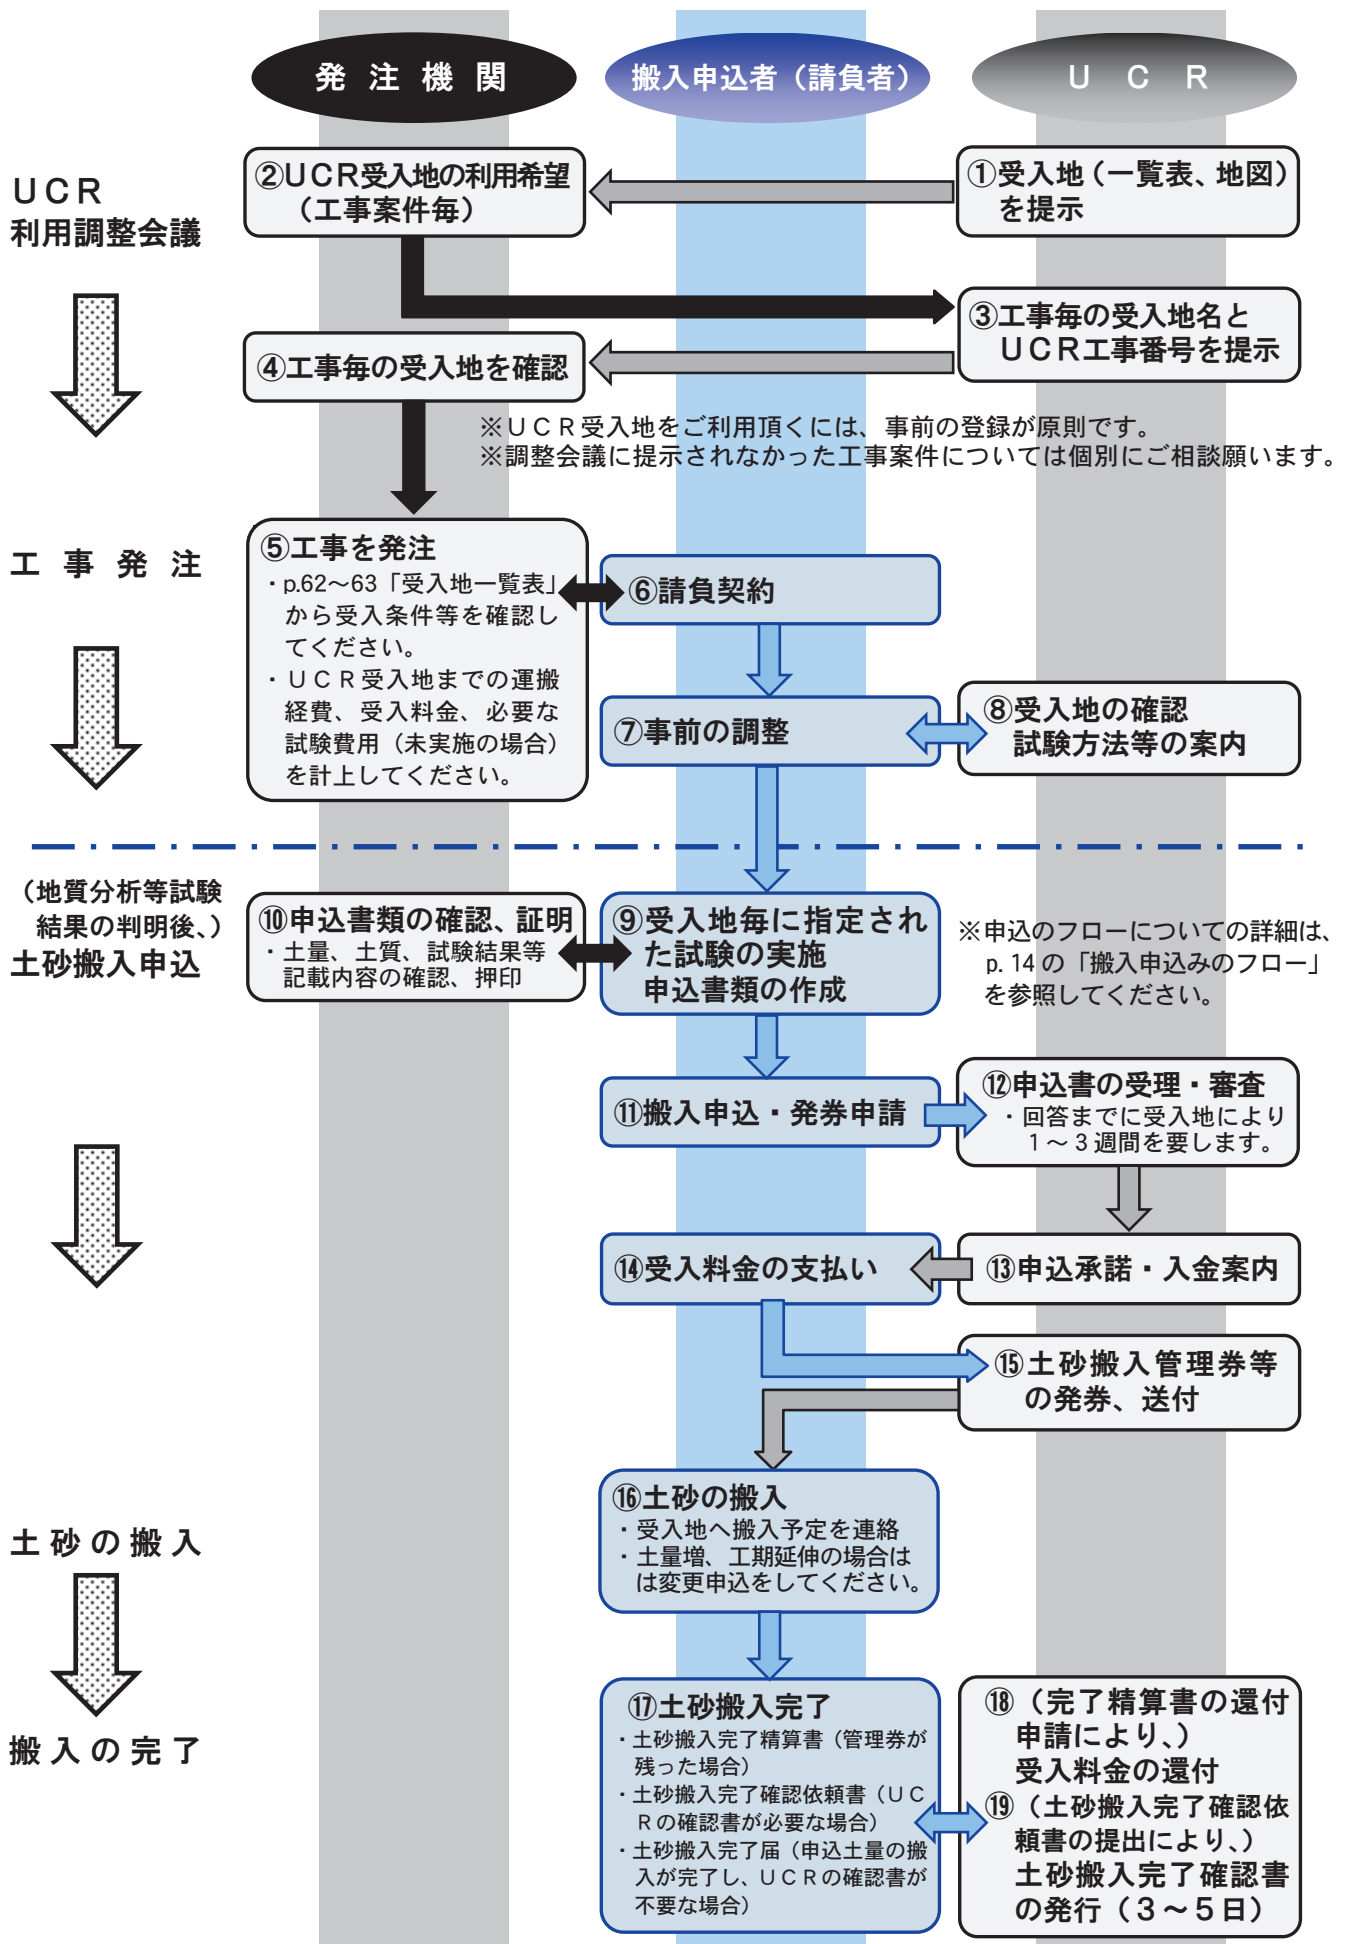 発注機関
搬入申込者（請負者）
ＵＣＲ
ＵＣＲ
利用調整会議
②ＵＣＲ受入地の利用希望
（工事案件毎）
①受入地（一覧表、地図）
を提示
③工事毎の受入地名と
ＵＣＲ工事番号を提示
④工事毎の受入地を確認
※ＵＣＲ受入地をご利用頂くには、事前の登録が原則です。
※調整会議に提示されなかった工事案件については個別にご相談願います。
工事発注
⑤工事を発注
・p.62～63「受入地一覧表」
から受入条件等を確認し
てください。
・ＵＣＲ受入地までの運搬
経費、受入料金、必要な
試験費用（未実施の場合）
を計上してください。
⑥請負契約
⑦事前の調整
⑧受入地の確認
試験方法等の案内
（地質分析等試験
結果の判明後、）
土砂搬入申込
⑩申込書類の確認、証明
・土量、土質、試験結果等
記載内容の確認、押印
⑨受入地毎に指定され
た試験の実施
申込書類の作成
※申込のフローについての詳細は、
p.14の「搬入申込みのフロー」
を参照してください。
⑪搬入申込・発券申請
⑫申込書の受理・審査
・回答までに受入地により
１～３週間を要します。
⑭受入料金の支払い
⑬申込承諾・入金案内
⑮土砂搬入管理券等
の発券、送付
土砂の搬入
⑯土砂の搬入
・受入地へ搬入予定を連絡
・土量増、工期延伸の場合は
は変更申込をしてください。
搬入の完了
⑰土砂搬入完了
・土砂搬入完了精算書（管理券が
残った場合）
・土砂搬入完了確認依頼書（ＵＣ
Ｒの確認書が必要な場合）
・土砂搬入完了届（申込土量の搬
入が完了し、ＵＣＲの確認書が
不要な場合）
⑱（完了精算書の還付
申請により、）
受入料金の還付
⑲（土砂搬入完了確認依
頼書の提出により、）
土砂搬入完了確認書
の発行（３～５日）